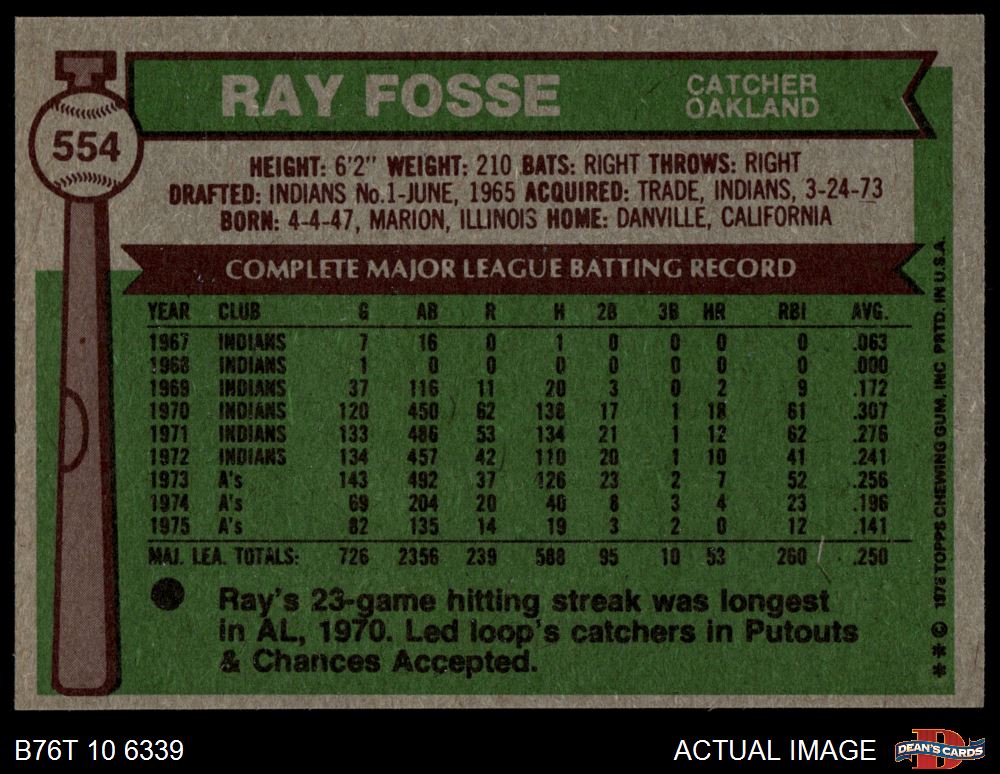 RAY FOSSE
CATCHER
OAKLAND
554
HEIGHT: 6'2" WEIGHT: 210 BATS: RIGHT THROWS: RIGHT
DRAFTED: INDIANS No.1-JUNE, 1965 ACQUIRED: TRADE, INDIANS, 3-24-73
BORN: 4-4-47, MARION, ILLINOIS HOME: DANVILLE, CALIFORNIA
COMPLETE MAJOR LEAGUE BATTING RECORD
YEAR CLUB G AB R H 2B 3B HR RBI AVG.
1967 INDIANS 7 16 0 1 0 0 0 0 .063
1968 INDIANS 1 0 0 0 0 0 0 0 .000
1969 INDIANS 37 116 11 20 3 0 2 9 .172
1970 INDIANS 120 450 62 138 17 1 18 61 .307
1971 INDIANS 133 486 53 134 21 1 12 62 .276
1972 INDIANS 134 457 42 110 20 1 10 41 .241
1973 A's 143 492 37 126 23 2 7 52 .256
1974 A's 69 204 20 40 8 3 4 23 .196
1975 A's 82 135 14 19 3 2 0 12 .141
MAJ. LEA. TOTALS: 726 2356 239 588 95 10 53 260 .250
Ray's 23-game hitting streak was longest
in AL, 1970. Led loop's catchers in Putouts
& Chances Accepted.
* * © 1976 TOPPS CHEWING GUM, INC PRTD. IN U.S.A.
B76T 10 6339
ACTUAL IMAGE
DEAN'S CARDS